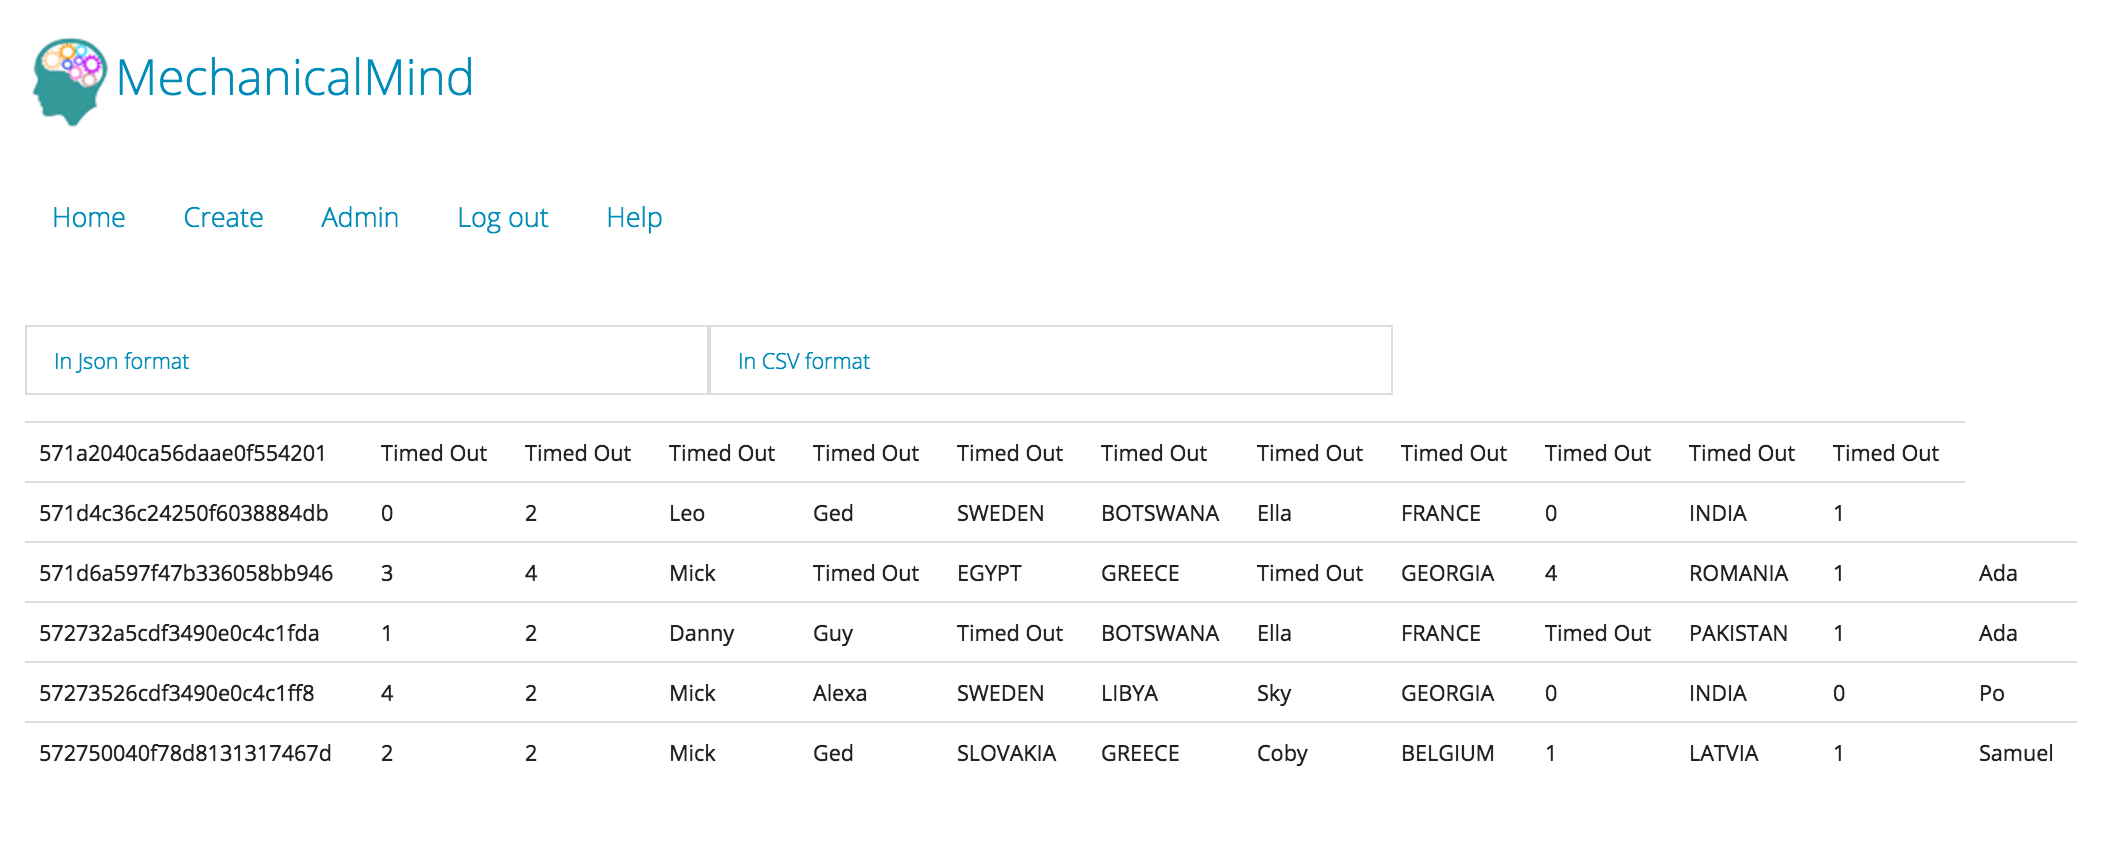 MechanicalMind
Home Create Admin Log out Help
In Json format In CSV format
571a2040ca56daae0f554201 Timed Out Timed Out Timed Out Timed Out Timed Out Timed Out Timed Out Timed Out Timed Out Timed Out Timed Out
571d4c36c24250f6038884db 0 2 Leo Ged SWEDEN BOTSWANA Ella FRANCE 0 INDIA 1
571d6a597f47b336058bb946 3 4 Mick Timed Out EGYPT GREECE Timed Out GEORGIA 4 ROMANIA 1 Ada
572732a5cdf3490e0c4c1fda 1 2 Danny Guy Timed Out BOTSWANA Ella FRANCE Timed Out PAKISTAN 1 Ada
57273526cdf3490e0c4c1ff8 4 2 Mick Alexa SWEDEN LIBYA Sky GEORGIA 0 INDIA 0 Po
572750040f78d8131317467d 2 2 Mick Ged SLOVAKIA GREECE Coby BELGIUM 1 LATVIA 1 Samuel